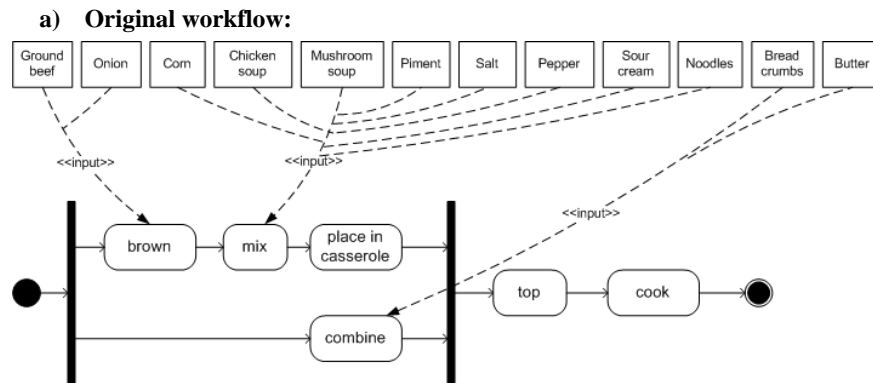 a) Original workflow:
Ground
beef
Onion
Corn
Chicken
soup
Mushroom
soup
Piment
Salt
Pepper
Sour
cream
Noodles
Bread
crumbs
Butter
<<input>>
<<input>>
<<input>>
brown
mix
place in
casserole
top
cook
combine